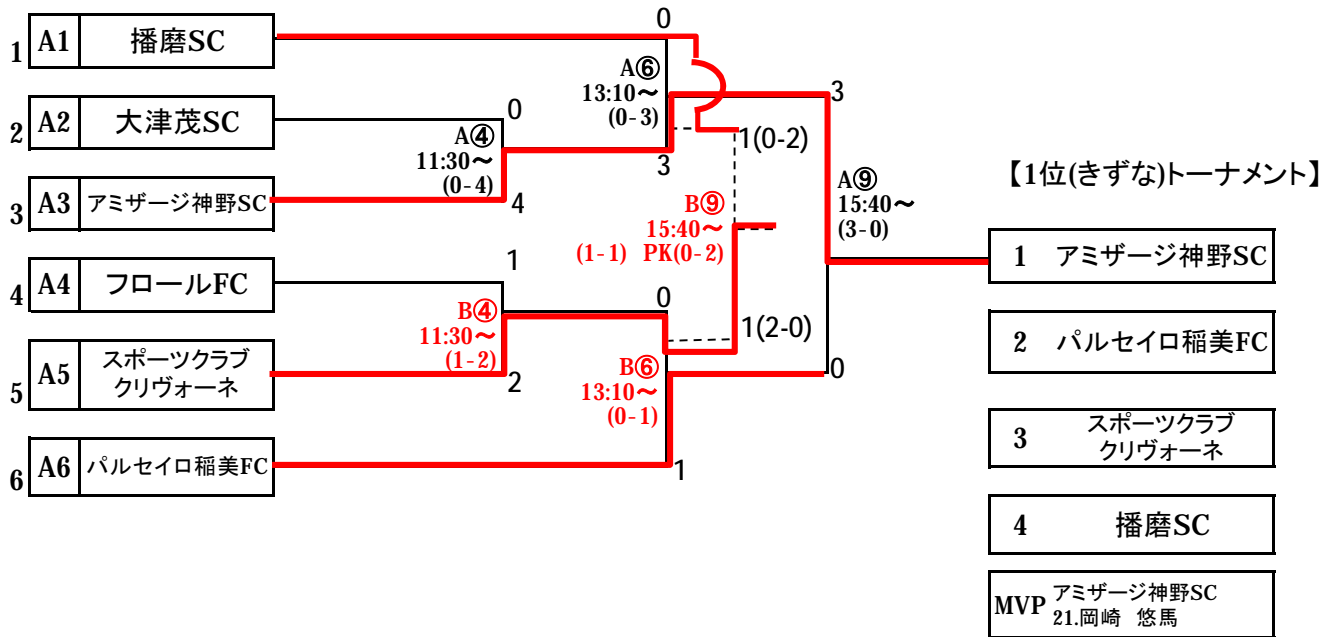 1 A1 播磨SC
2 A2 大津茂SC
3 A3 アミザージ神野SC
4 A4 フロールFC
5 A5 スポーツクラブ
クリヴォーネ
6 A6 パルセイロ稲美FC
0
A⑥
13:10～
(0-3)
3
0
A④
11:30～
(0-4)
4
1
B④
11:30～
(1-2)
2
0
B⑥
13:10～
(0-1)
1
1(0-2)
B⑨
15:40～
(1-1) PK(0-2)
1(2-0)
3
A⑨
15:40～
(3-0)
0
【1位(きずな)トーナメント】
1 アミザージ神野SC
2 パルセイロ稲美FC
3 スポーツクラブ
クリヴォーネ
4 播磨SC
MVP アミザージ神野SC
21.岡崎 悠馬